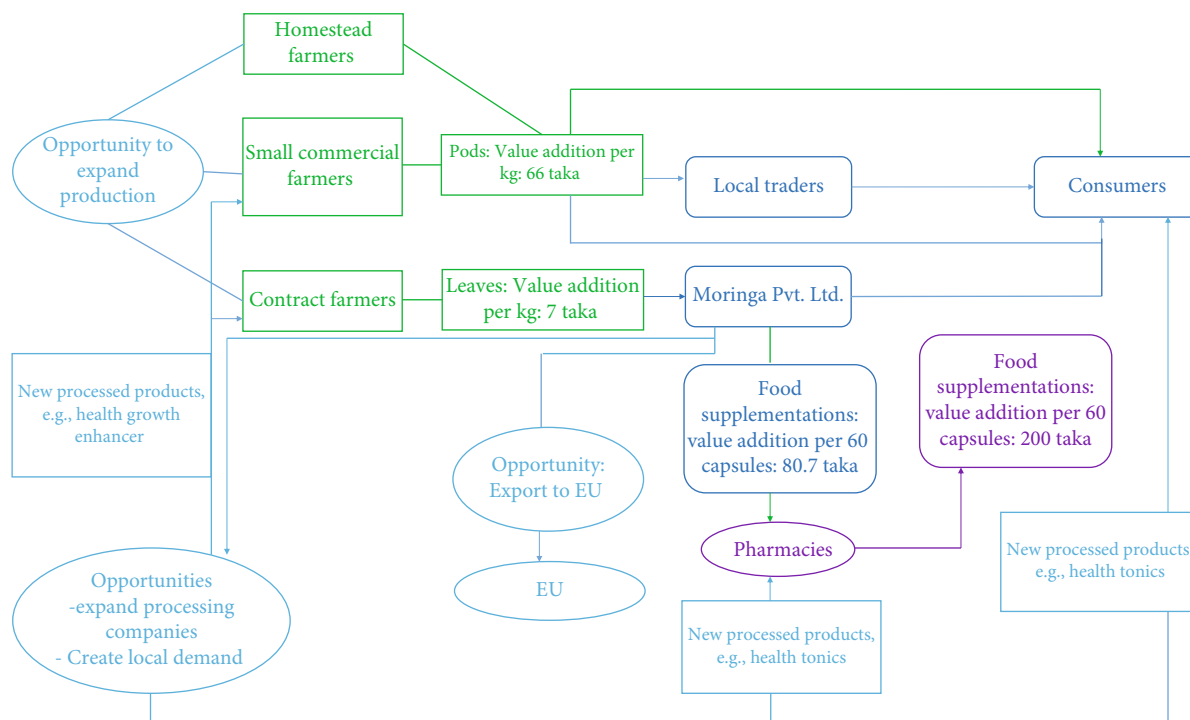 Homestead
farmers
Opportunity to
expand
production
Small commercial
farmers
Pods: Value addition per
kg: 66 taka
Local traders
Consumers
Contract farmers
Leaves: Value addition
per kg: 7 taka
Moringa Pvt. Ltd.
New processed products,
e.g., health growth
enhancer
Food
supplementations:
value addition per 60
capsules: 80.7 taka
Food
supplementations:
value addition per 60
capsules: 200 taka
Opportunity:
Export to EU
Pharmacies
EU
New processed products
e.g., health tonics
Opportunities
-expand processing
companies
- Create local demand
New processed products,
e.g., health tonics